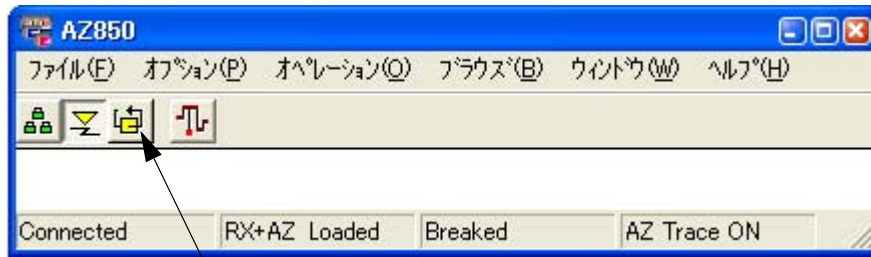 AZ850
ﾌｧｲﾙ(F) ｵﾌﾟｼｮﾝ(P) ｵﾍﾟﾚｰｼｮﾝ(O) ﾌﾞﾗｳｽﾞ(B) ｳｨﾝﾄﾞｳ(W) ﾍﾙﾌﾟ(H)
Connected RX+AZ Loaded Breaked AZ Trace ON